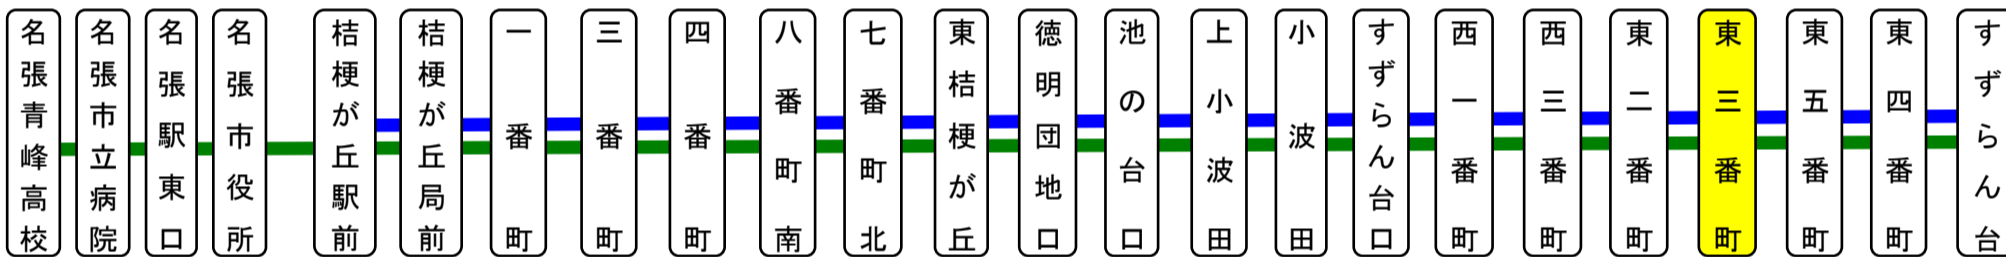 名張青峰高校
名張市立病院
名張駅東口
名張市役所
桔梗が丘駅前
桔梗が丘局前
一番町
三番町
四番町
八番町南
七番町北
東桔梗が丘
徳明団地口
池の台口
上小波田
小波田
すずらん台口
西一番町
西三番町
東二番町
東三番町
東五番町
東四番町
すずらん台